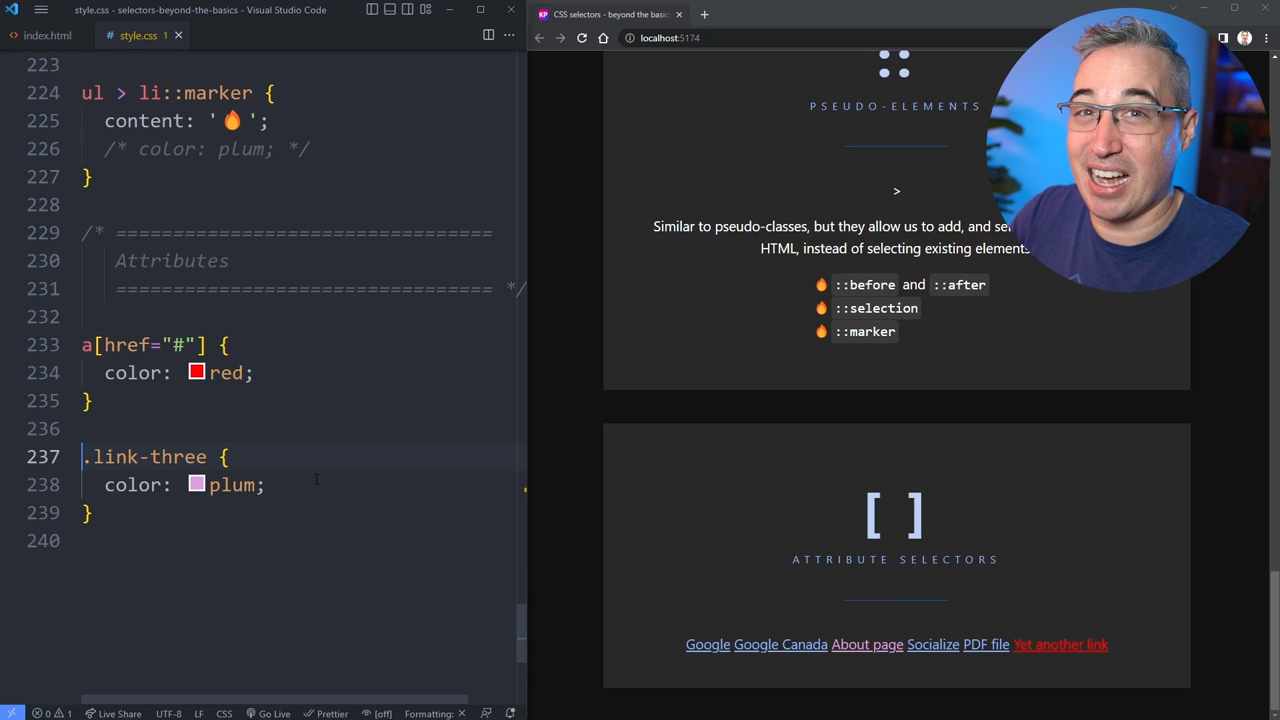 style.css - selectors-beyond-the-basics - Visual Studio Code
index.html
style.css 1
223
224 ul > li::marker {
225 content: '🔥';
226 /* color: plum; */
227 }
228
229 /* ================================
230 Attributes
231 ================================ */
232
233 a[href="#"] {
234 color: red;
235 }
236
237 .link-three {
238 color: plum;
239 }
240
0 1 Live Share UTF-8 LF CSS Go Live Prettier [off] Formatting: ×
KP CSS selectors - beyond the basic
localhost:5174
PSEUDO-ELEMENTS
>
Similar to pseudo-classes, but they allow us to add, and
HTML, instead of selecting existing elements
🔥 ::before and ::after
🔥 ::selection
🔥 ::marker
[ ]
ATTRIBUTE SELECTORS
Google Google Canada About page Socialize PDF file Yet another link